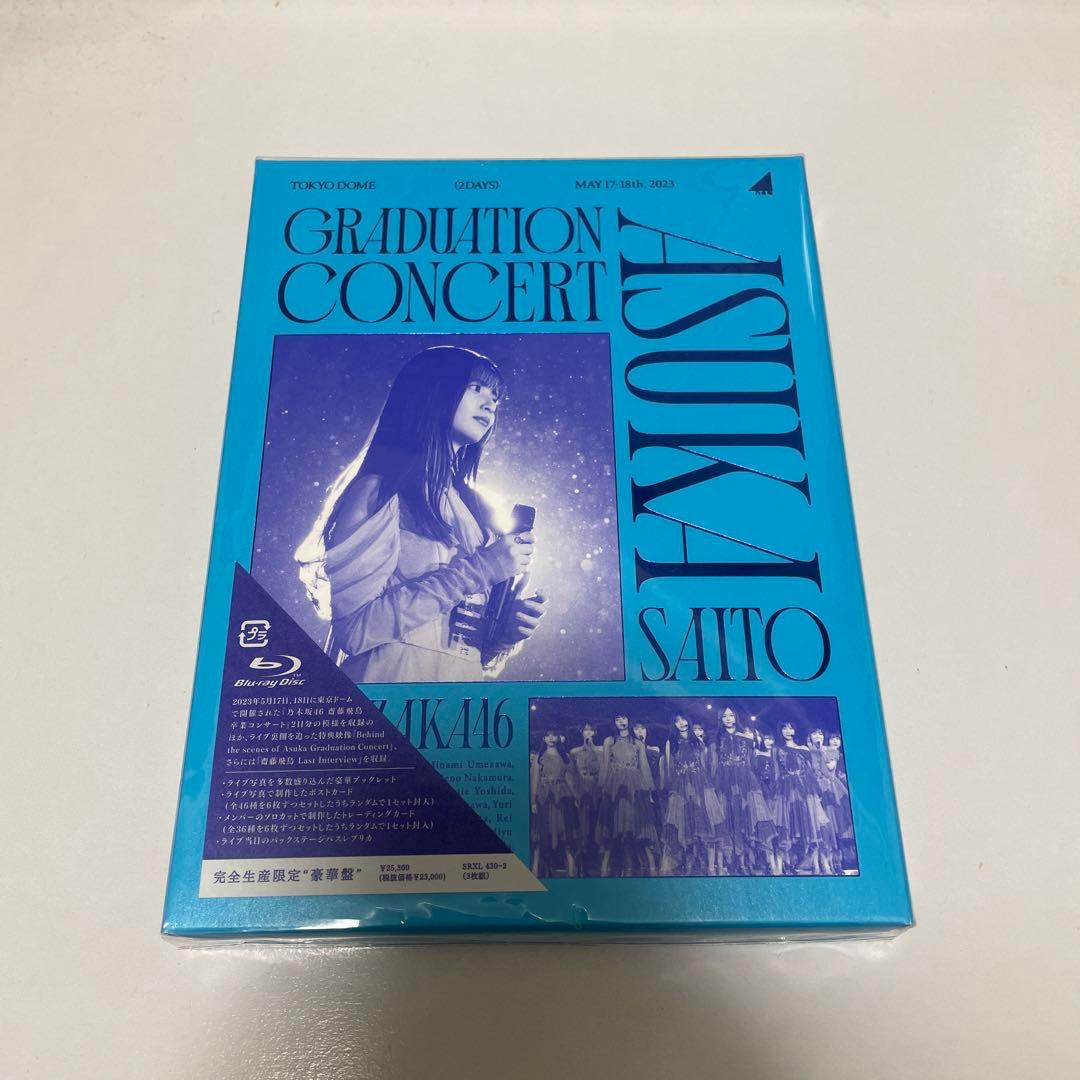 TOKYO DOME (2DAYS) MAY 17-18th, 2023
GRADUATION
CONCERT
ASUKA
SAITO
プラ
Blu-ray Disc™
2023年5月17日、18日に東京ドーム
で開催された「乃木坂46 齋藤飛鳥
卒業コンサート」2日分の模様を収録の
ほか、ライブ裏側を追った特典映像「Behind
the scenes of Asuka Graduation Concert」、
さらには「齋藤飛鳥 Last Interview」を収録。
・ライブ写真を多数盛り込んだ豪華ブックレット
・ライブ写真で制作したポストカード
(全46種を6枚ずつセットしたうちランダムで1セット封入)
・メンバーのソロカットで制作したトレーディングカード
(全36種を6枚ずつセットしたうちランダムで1セット封入)
・ライブ当日のバックステージパスレプリカ
完全生産限定“豪華盤”
¥25,300
(税抜価格¥23,000)
SRXL 430-2
(3枚組)
ZAKA46
Minami Umezawa,
Reno Nakamura,
Yoshida,
Yuri
Rei